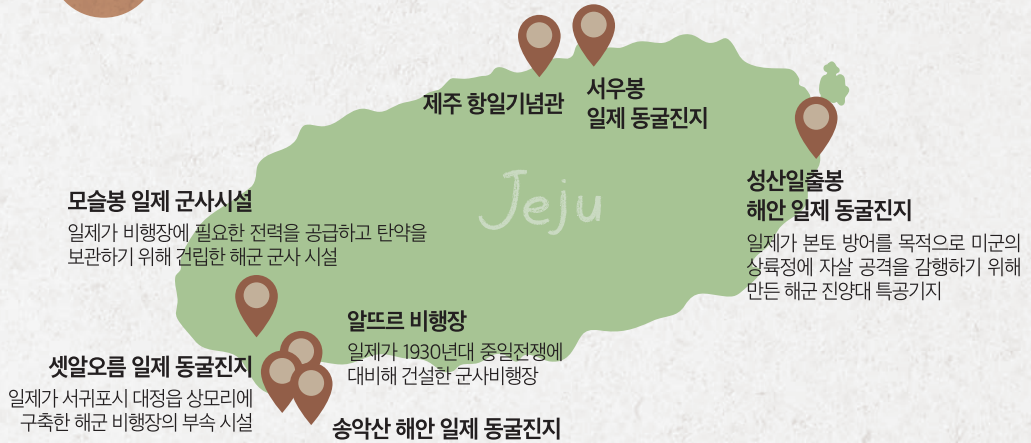 제주 항일기념관
서우봉
일제 동굴진지
Jeju
모슬봉 일제 군사시설
일제가 비행장에 필요한 전력을 공급하고 탄약을
보관하기 위해 건립한 해군 군사 시설
성산일출봉
해안 일제 동굴진지
일제가 본토 방어를 목적으로 미군의
상륙정에 자살 공격을 감행하기 위해
만든 해군 진양대 특공기지
알뜨르 비행장
일제가 1930년대 중일전쟁에
대비해 건설한 군사비행장
셋알오름 일제 동굴진지
일제가 서귀포시 대정읍 상모리에
구축한 해군 비행장의 부속 시설
송악산 해안 일제 동굴진지